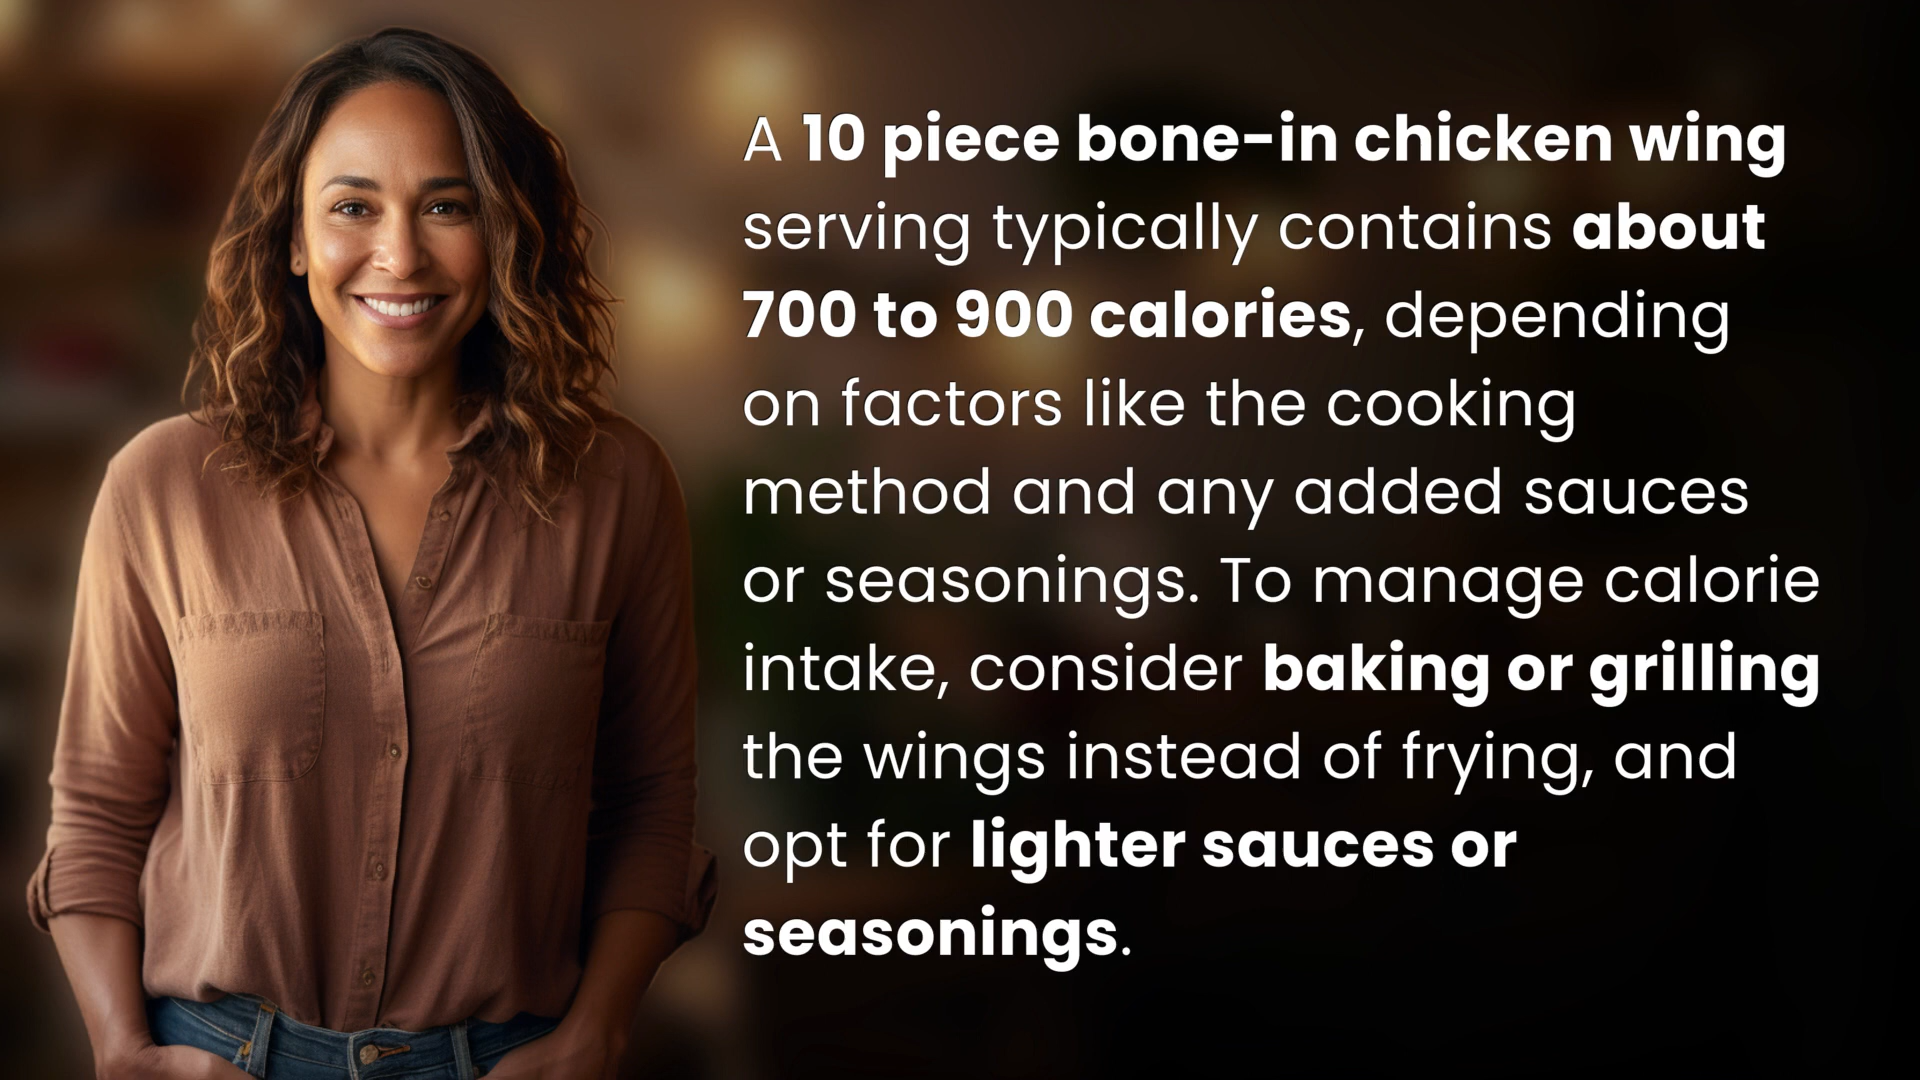 A 10 piece bone-in chicken wing
serving typically contains about
700 to 900 calories, depending
on factors like the cooking
method and any added sauces
or seasonings. To manage calorie
intake, consider baking or grilling
the wings instead of frying, and
opt for lighter sauces or
seasonings.